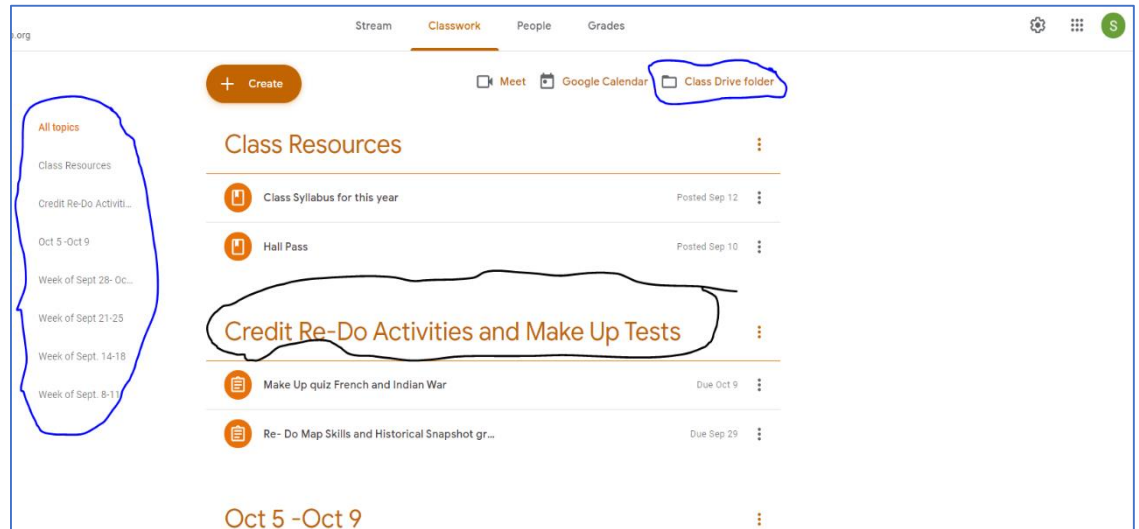 o.org
Stream Classwork People Grades
S
+ Create
Meet Google Calendar Class Drive folder
All topics
Class Resources
Credit Re-Do Activiti...
Oct 5 -Oct 9
Week of Sept 28- Oc...
Week of Sept 21-25
Week of Sept. 14-18
Week of Sept. 8-11
Class Resources
Class Syllabus for this year Posted Sep 12
Hall Pass Posted Sep 10
Credit Re-Do Activities and Make Up Tests
Make Up quiz French and Indian War Due Oct 9
Re- Do Map Skills and Historical Snapshot gr... Due Sep 29
Oct 5 -Oct 9